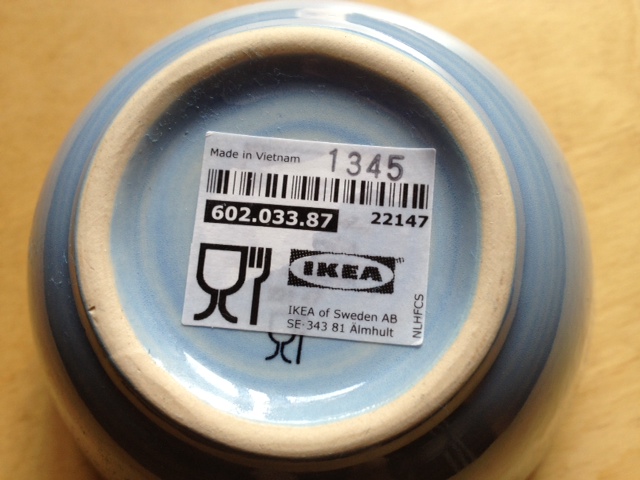 Made in Vietnam 1345
602.033.87 22147
IKEA
IKEA of Sweden AB
SE-343 81 Älmhult
NLHFCS